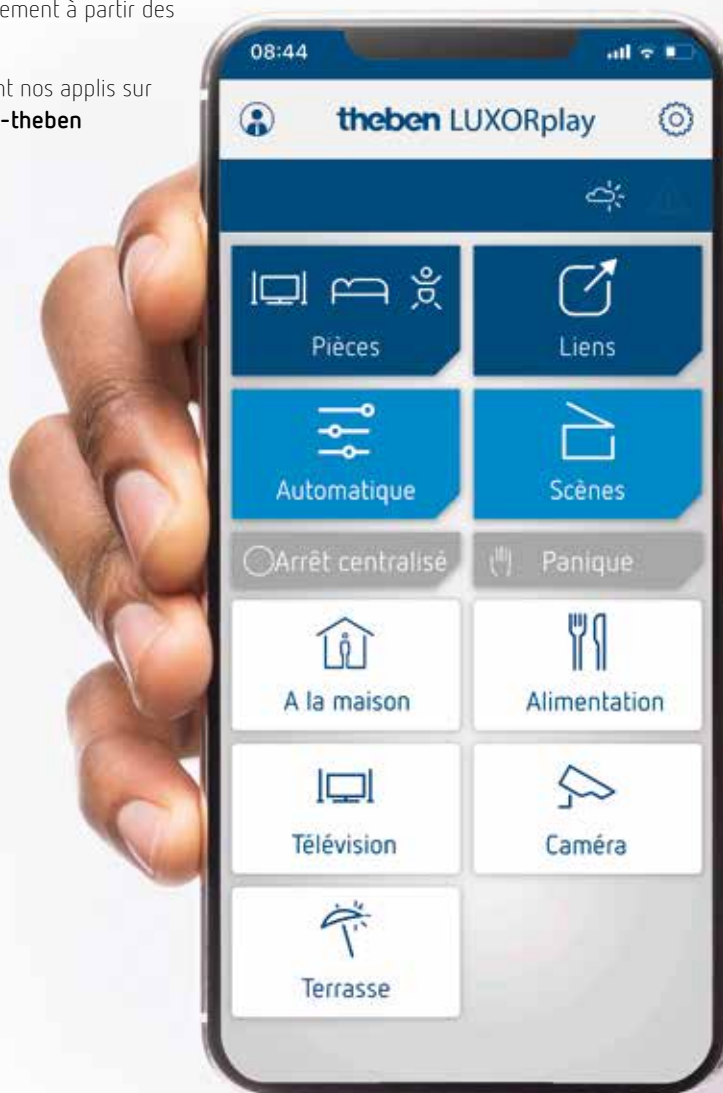 ement à partir des
nt nos applis sur
-theben
08:44
theben LUXORplay
Pièces
Liens
Automatique
Scènes
Arrêt centralisé
Panique
A la maison
Alimentation
Télévision
Caméra
Terrasse